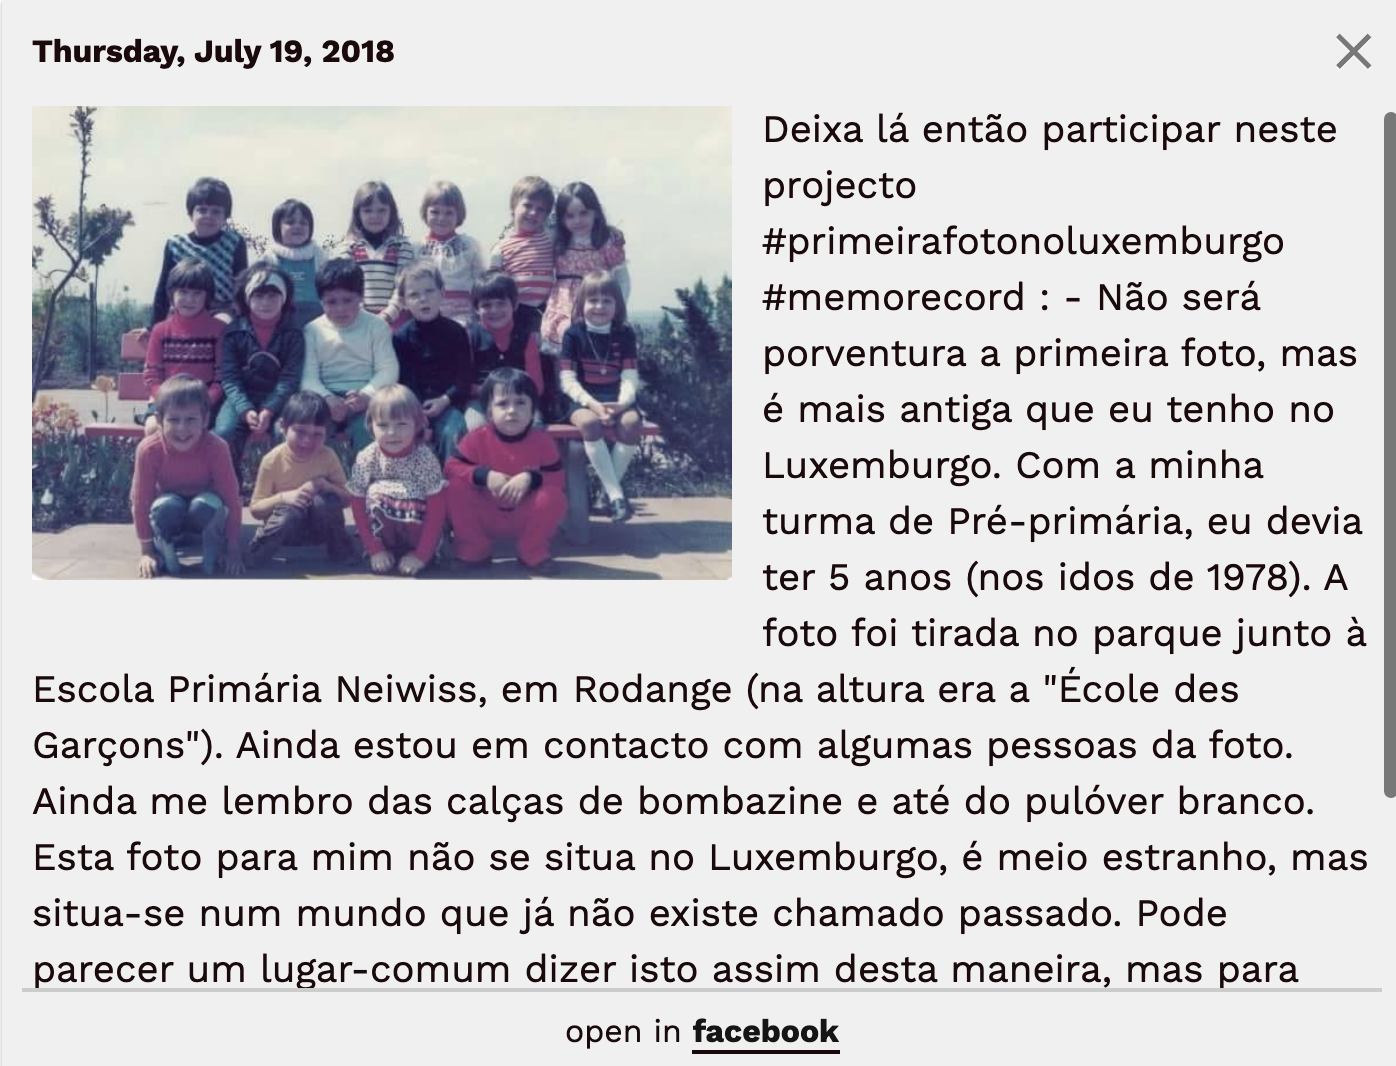 Thursday, July 19, 2018
Deixa lá então participar neste
projecto
#primeirafotonoluxemburgo
#memorecord : - Não será
porventura a primeira foto, mas
é mais antiga que eu tenho no
Luxemburgo. Com a minha
turma de Pré-primária, eu devia
ter 5 anos (nos idos de 1978). A
foto foi tirada no parque junto à
Escola Primária Neiwiss, em Rodange (na altura era a "École des
Garçons"). Ainda estou em contacto com algumas pessoas da foto.
Ainda me lembro das calças de bombazine e até do pulóver branco.
Esta foto para mim não se situa no Luxemburgo, é meio estranho, mas
situa-se num mundo que já não existe chamado passado. Pode
parecer um lugar-comum dizer isto assim desta maneira, mas para
open in facebook